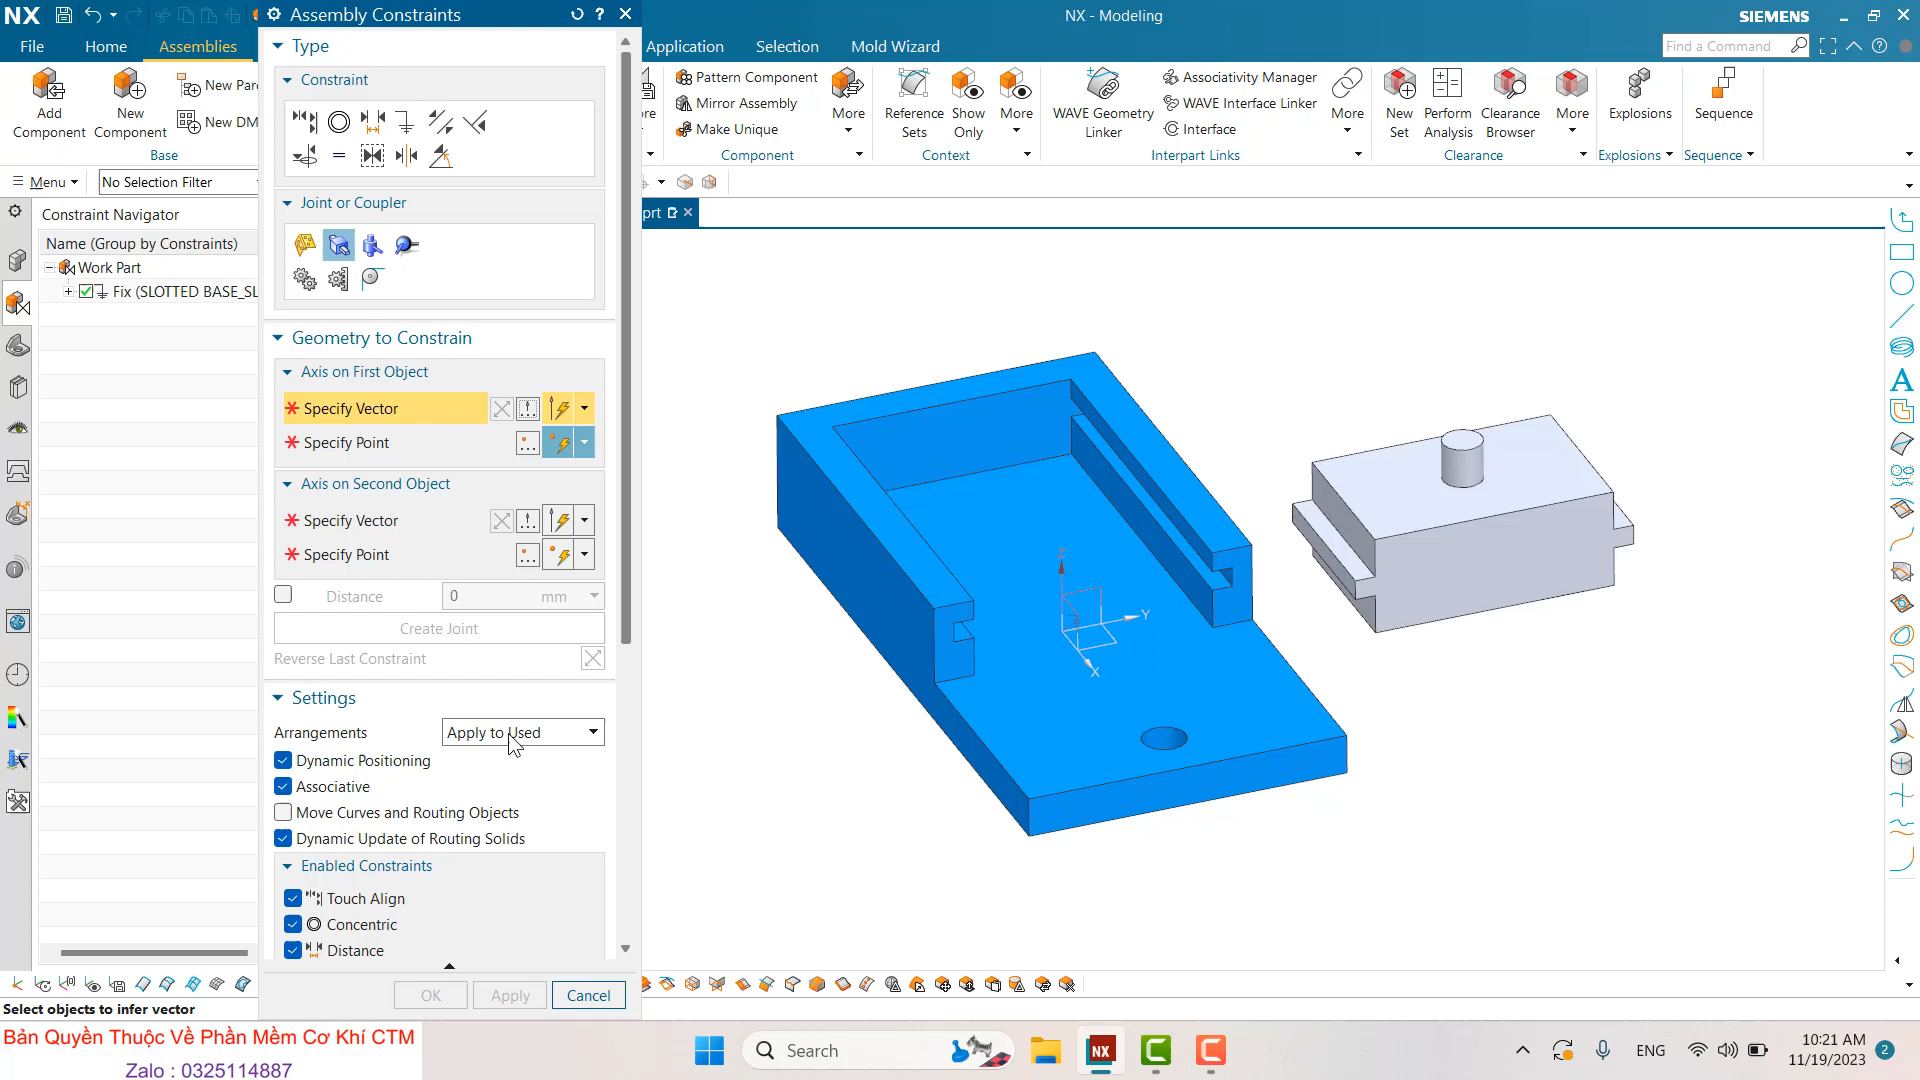 NX
Assembly Constraints
NX - Modeling
SIEMENS
File
Home
Assemblies
Application
Selection
Mold Wizard
Find a Command
Add
Component
New
Component
New Par
New DM
Base
Type
Constraint
Joint or Coupler
More
Pattern Component
Mirror Assembly
Make Unique
Component
Reference
Sets
Show
Only
More
Context
WAVE Geometry
Linker
Associativity Manager
WAVE Interface Linker
Interface
More
Interpart Links
New
Set
Perform
Analysis
Clearance
Browser
More
Clearance
Explosions
Explosions
Sequence
Sequence
Menu
No Selection Filter
prt
Constraint Navigator
Name (Group by Constraints)
Work Part
Fix (SLOTTED BASE_SL
Geometry to Constrain
Axis on First Object
Specify Vector
Specify Point
Axis on Second Object
Specify Vector
Specify Point
Distance
0
mm
Create Joint
Reverse Last Constraint
Settings
Arrangements
Apply to Used
Dynamic Positioning
Associative
Move Curves and Routing Objects
Dynamic Update of Routing Solids
Enabled Constraints
Touch Align
Concentric
Distance
OK
Apply
Cancel
Z
Y
X
A
Select objects to infer vector
Bản Quyền Thuộc Về Phần Mềm Cơ Khí CTM
Zalo : 0325114887
Search
NX
ENG
10:21 AM
11/19/2023
2